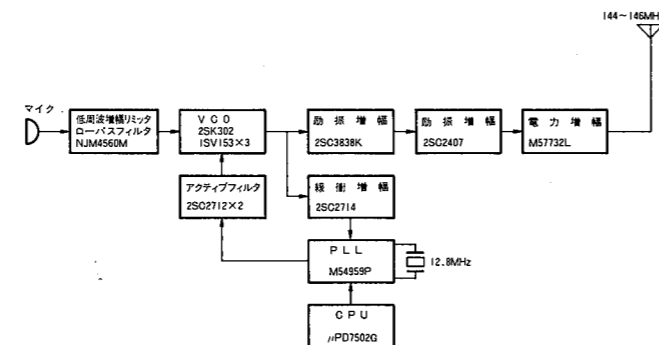 144～146MH
マイク
低周波増幅リミッタ
ローパスフィルタ
NJM4560M
VCO
2SK302
1SV153×3
励振増幅
2SC3838K
励振増幅
2SC2407
電力増幅
M57732L
アクティブフィルタ
2SC2712×2
緩衝増幅
2SC2714
PLL
M54959P
12.8MHz
CPU
μPD7502G